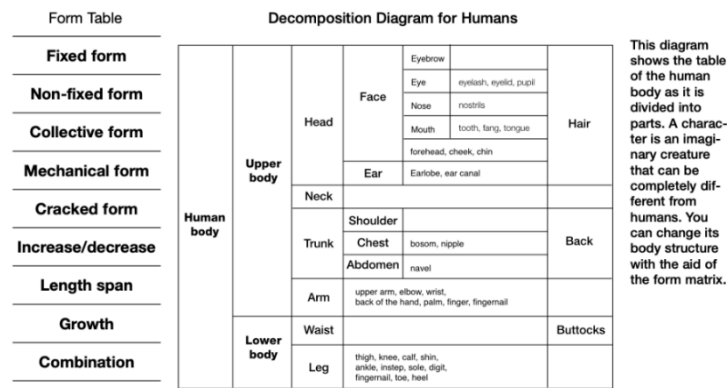 Form Table
Fixed form
Non-fixed form
Collective form
Mechanical form
Cracked form
Increase/decrease
Length span
Growth
Combination
Decomposition Diagram for Humans
Human
body
Upper
body
Head
Face
Eyebrow
Eye
eyelash, eyelid, pupil
Nose
nostrils
Mouth
tooth, fang, tongue
forehead, cheek, chin
Ear
Earlobe, ear canal
Hair
Neck
Trunk
Shoulder
Chest
bosom, nipple
Abdomen
navel
Back
Arm
upper arm, elbow, wrist,
back of the hand, palm, finger, fingernail
Lower
body
Waist
Buttocks
Leg
thigh, knee, calf, shin,
ankle, instep, sole, digit,
fingernail, toe, heel
This diagram
shows the table
of the human
body as it is
divided into
parts. A charac-
ter is an imagi-
nary creature
that can be
completely dif-
ferent from
humans. You
can change its
body structure
with the aid of
the form matrix.